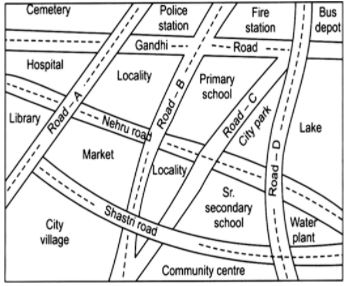 Cemetery
Police
station
Fire
station
Bus
depot
Gandhi
Road
Hospital
Locality
Primary
school
Road – A
Road – B
Road – C
City park
Library
Nehru road
Lake
Market
Locality
Road – D
Sr.
secondary
school
Shastri road
City
village
Water
plant
Community centre